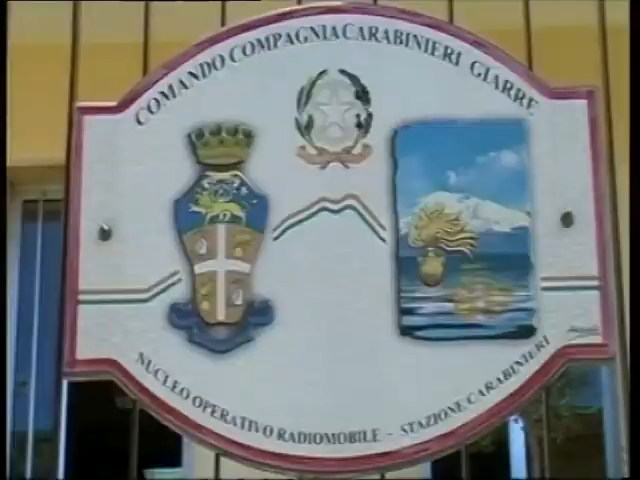 COMANDO COMPAGNIA CARABINIERI GIARRE
NUCLEO OPERATIVO RADIOMOBILE - STAZIONE CARABINIERI